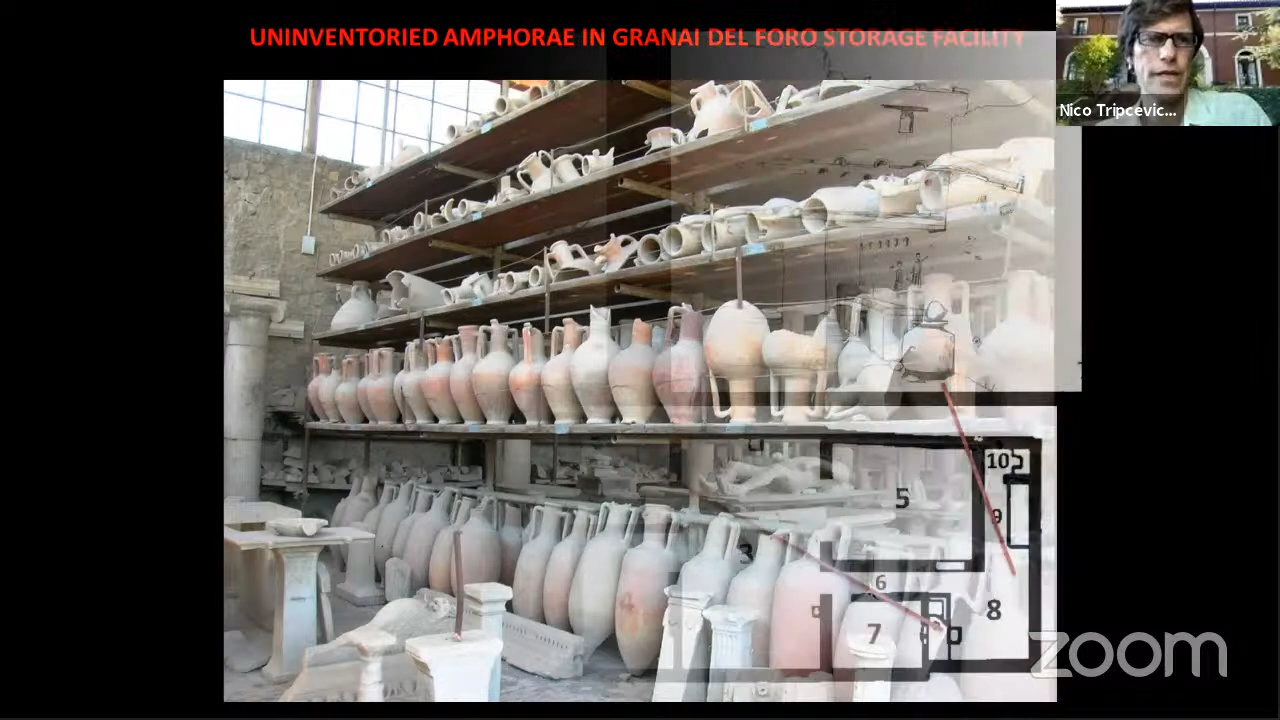 UNINVENTORIED AMPHORAE IN GRANAI DEL FORO STORAGE FACILITY
Nico Tripcevic...
10
5
9
3
6
8
7
zoom